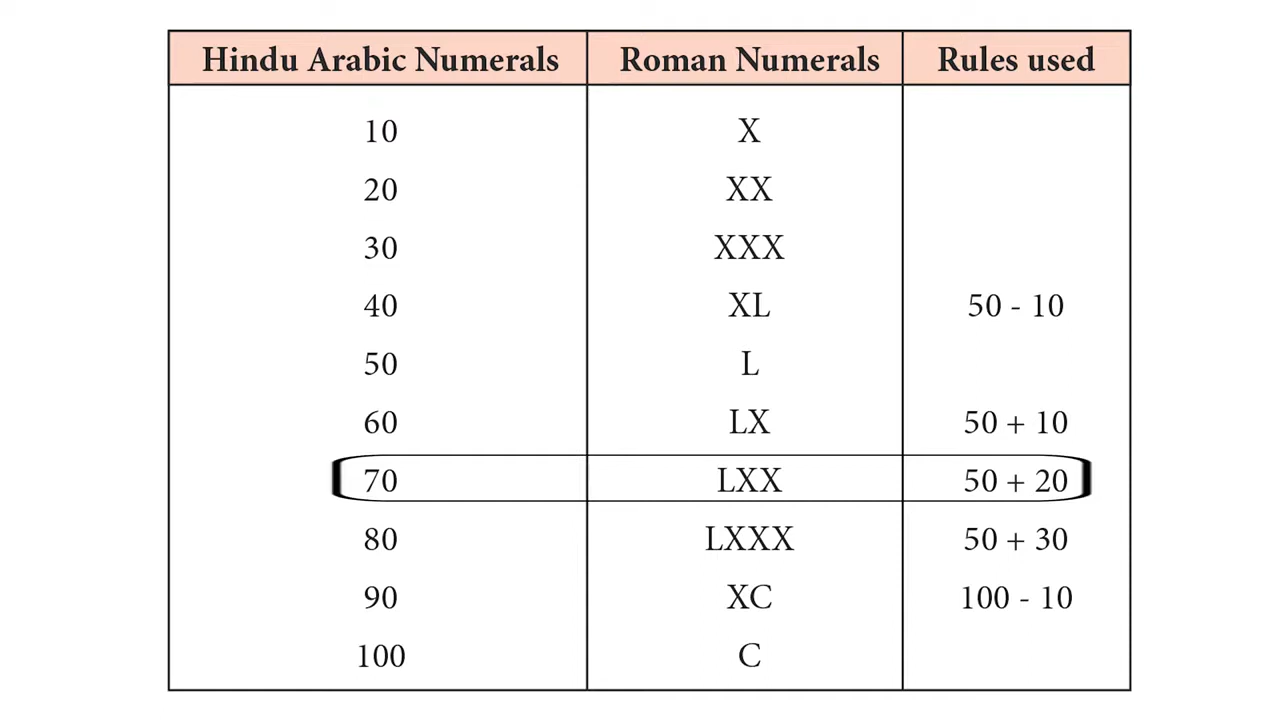 Hindu Arabic Numerals Roman Numerals Rules used
10 X
20 XX
30 XXX
40 XL 50 - 10
50 L
60 LX 50 + 10
70 LXX 50 + 20
80 LXXX 50 + 30
90 XC 100 - 10
100 C